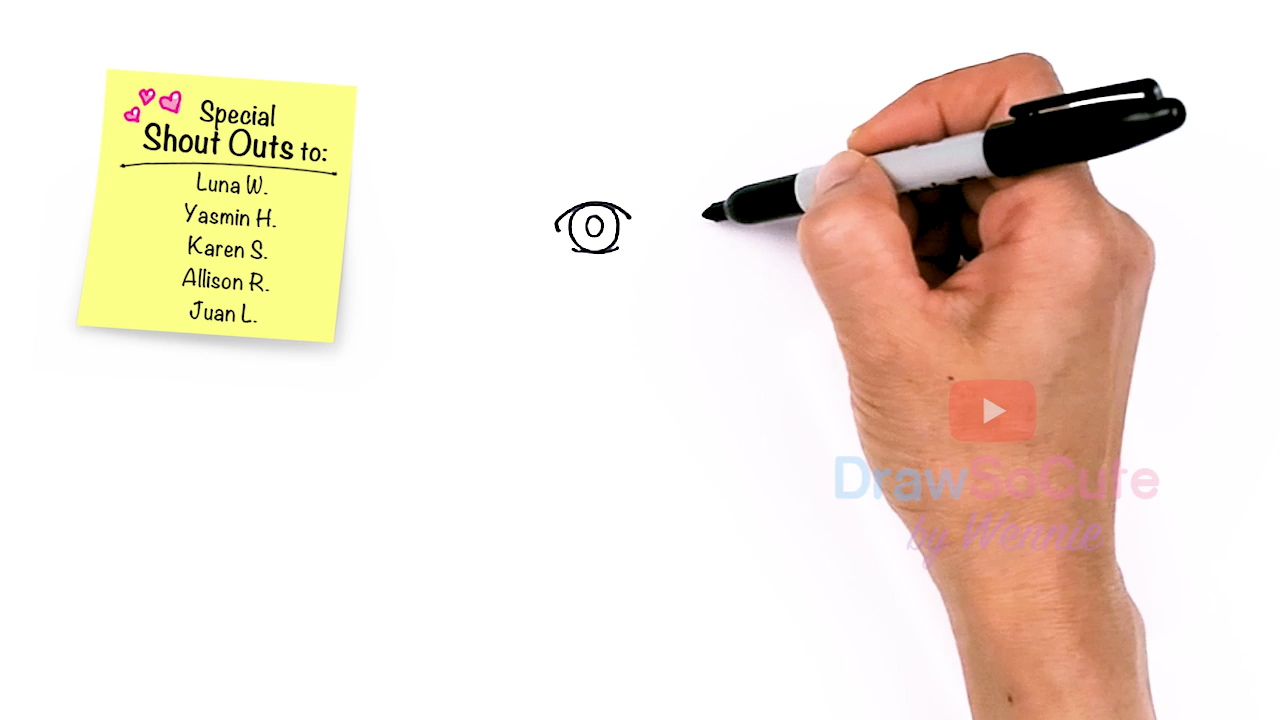 Special
Shout Outs to:
Luna W.
Yasmin H.
Karen S.
Allison R.
Juan L.
DrawSoCute
by Wennie